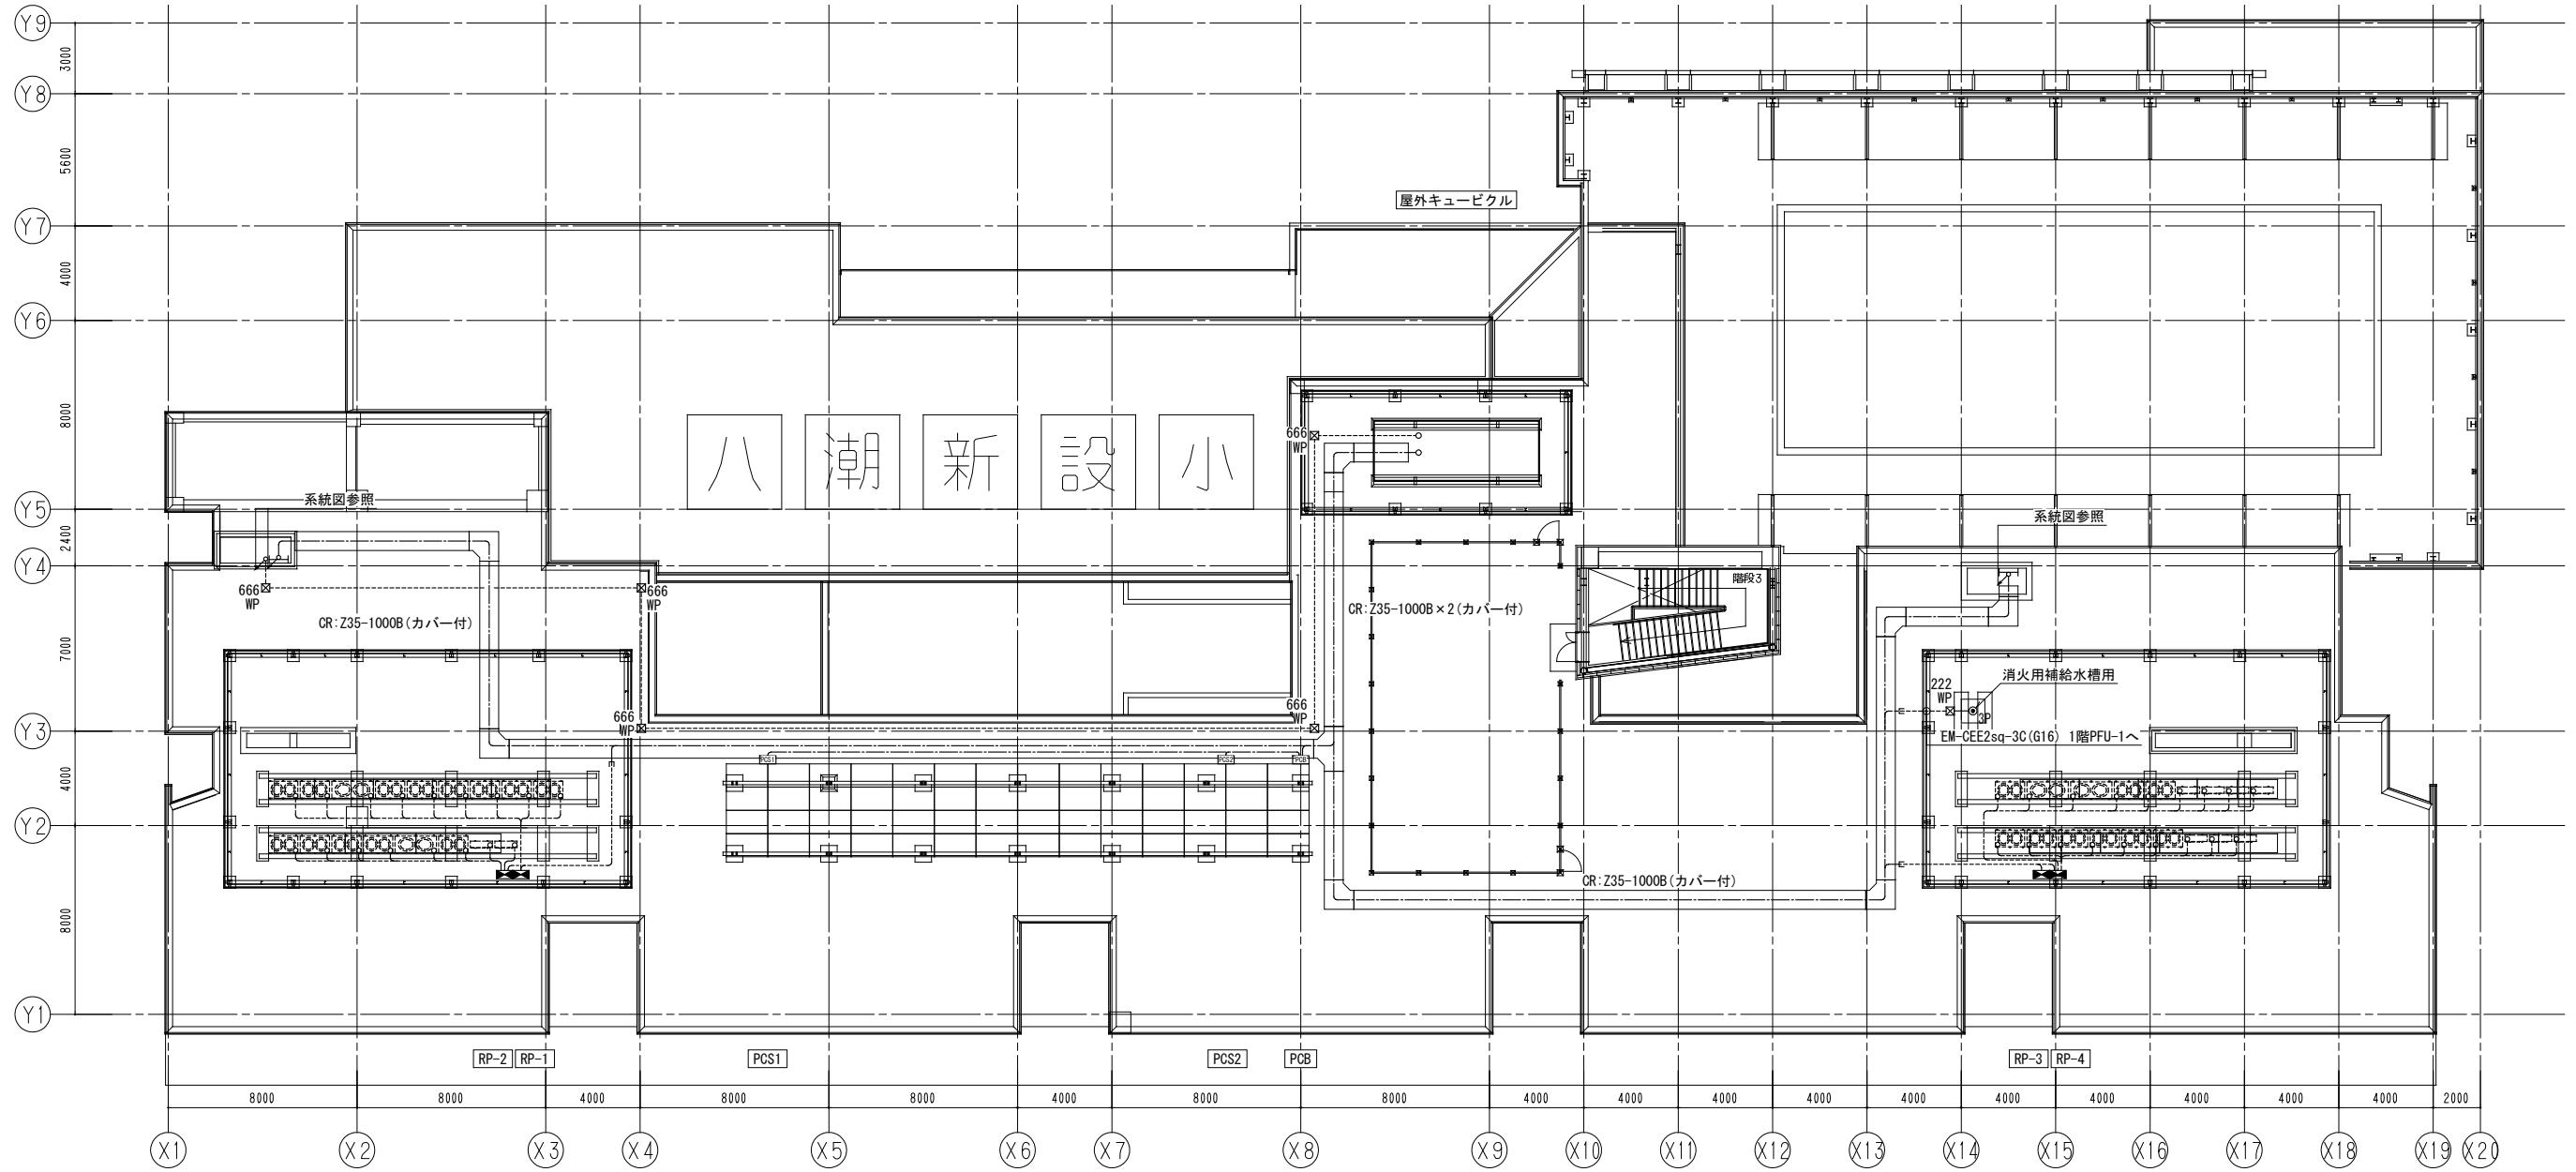 Y9
3000
Y8
5600
屋外キュービクル
Y7
4000
Y6
8000
八 潮 新 設 小
666
WP
系統図参照
Y5
系統図参照
2400
Y4
階段3
666
WP
666
WP
CR:Z35-1000B×2(カバー付)
CR:Z35-1000B(カバー付)
7000
消火用補給水槽用
222
WP
3P
666
WP
666
WP
Y3
EM-CEE2sq-3C(G16) 1階PFU-1へ
PCS1
PCS2
PCB
4000
Y2
CR:Z35-1000B(カバー付)
8000
Y1
RP-2 RP-1 PCS1 PCS2 PCB RP-3 RP-4
8000 8000 4000 8000 8000 4000 8000 8000 4000 4000 4000 4000 4000 4000 4000 4000 4000 4000 2000
X1 X2 X3 X4 X5 X6 X7 X8 X9 X10 X11 X12 X13 X14 X15 X16 X17 X18 X19 X20